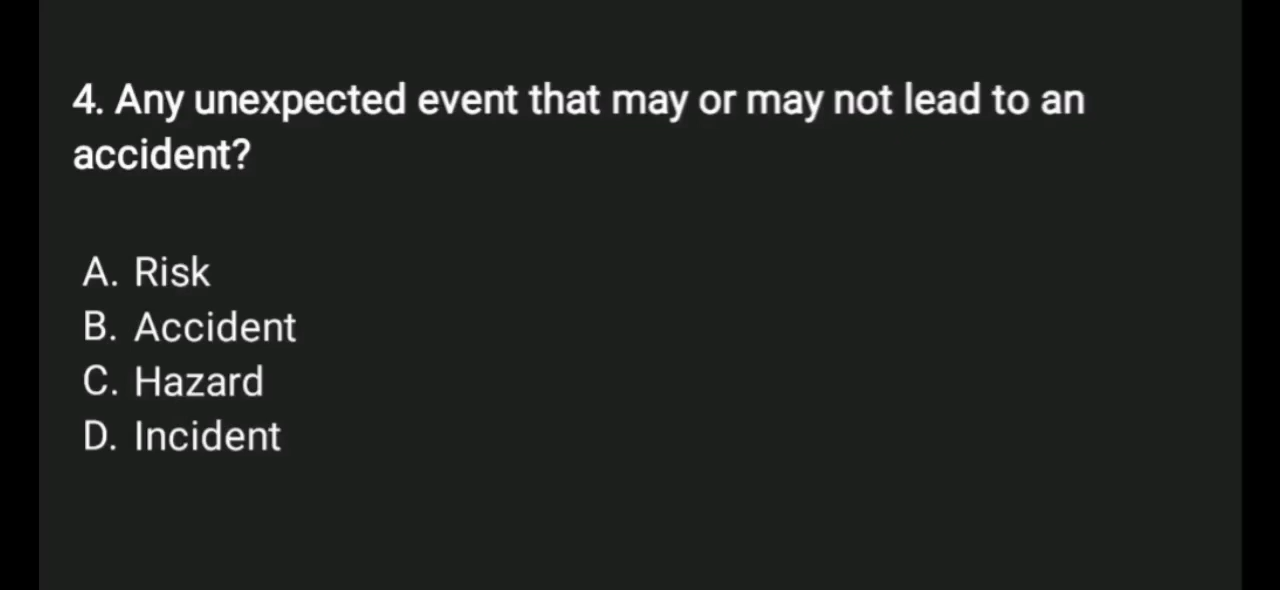 4. Any unexpected event that may or may not lead to an
accident?
A. Risk
B. Accident
C. Hazard
D. Incident